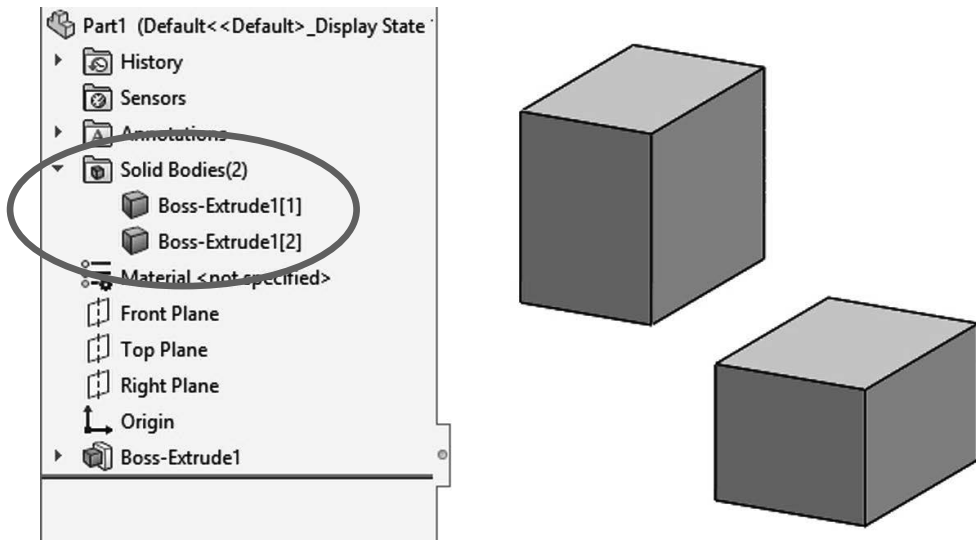 Part1 (Default<<Default>_Display State
History
Sensors
Annotations
Solid Bodies(2)
Boss-Extrude1[1]
Boss-Extrude1[2]
Material <not specified>
Front Plane
Top Plane
Right Plane
Origin
Boss-Extrude1